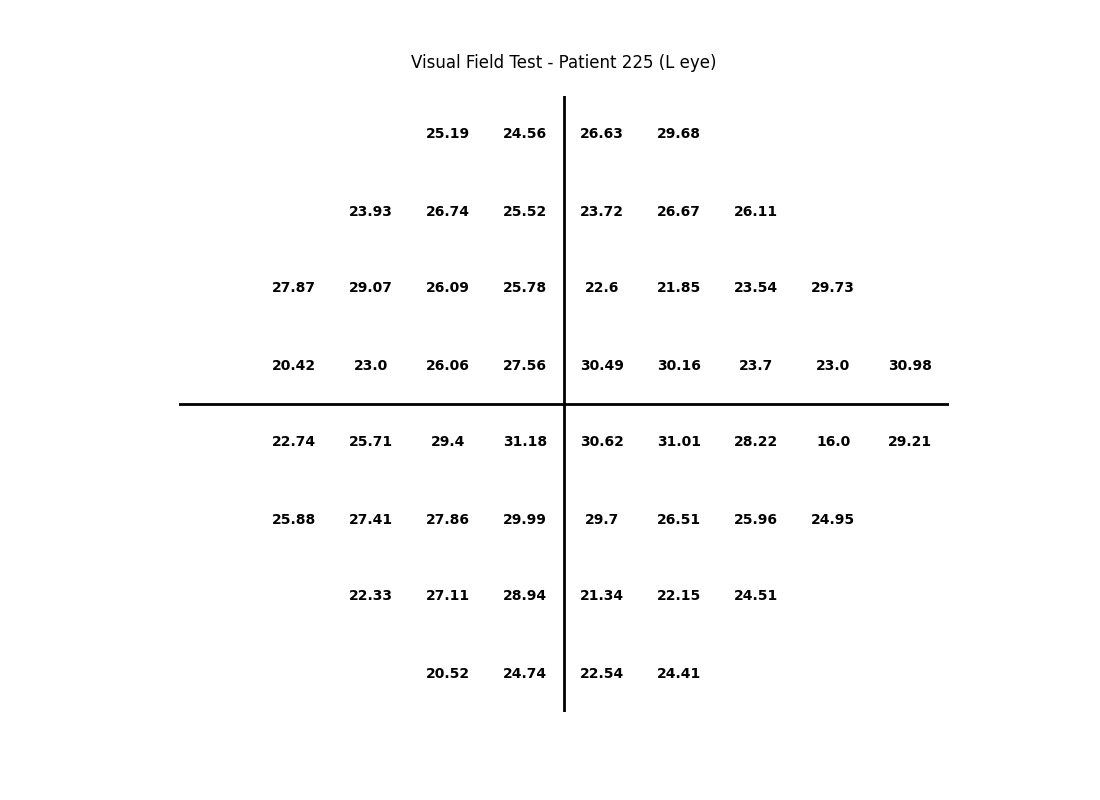 Visual Field Test - Patient 225 (L eye)
25.19 24.56 26.63 29.68
23.93 26.74 25.52 23.72 26.67 26.11
27.87 29.07 26.09 25.78 22.6 21.85 23.54 29.73
20.42 23.0 26.06 27.56 30.49 30.16 23.7 23.0 30.98
22.74 25.71 29.4 31.18 30.62 31.01 28.22 16.0 29.21
25.88 27.41 27.86 29.99 29.7 26.51 25.96 24.95
22.33 27.11 28.94 21.34 22.15 24.51
20.52 24.74 22.54 24.41